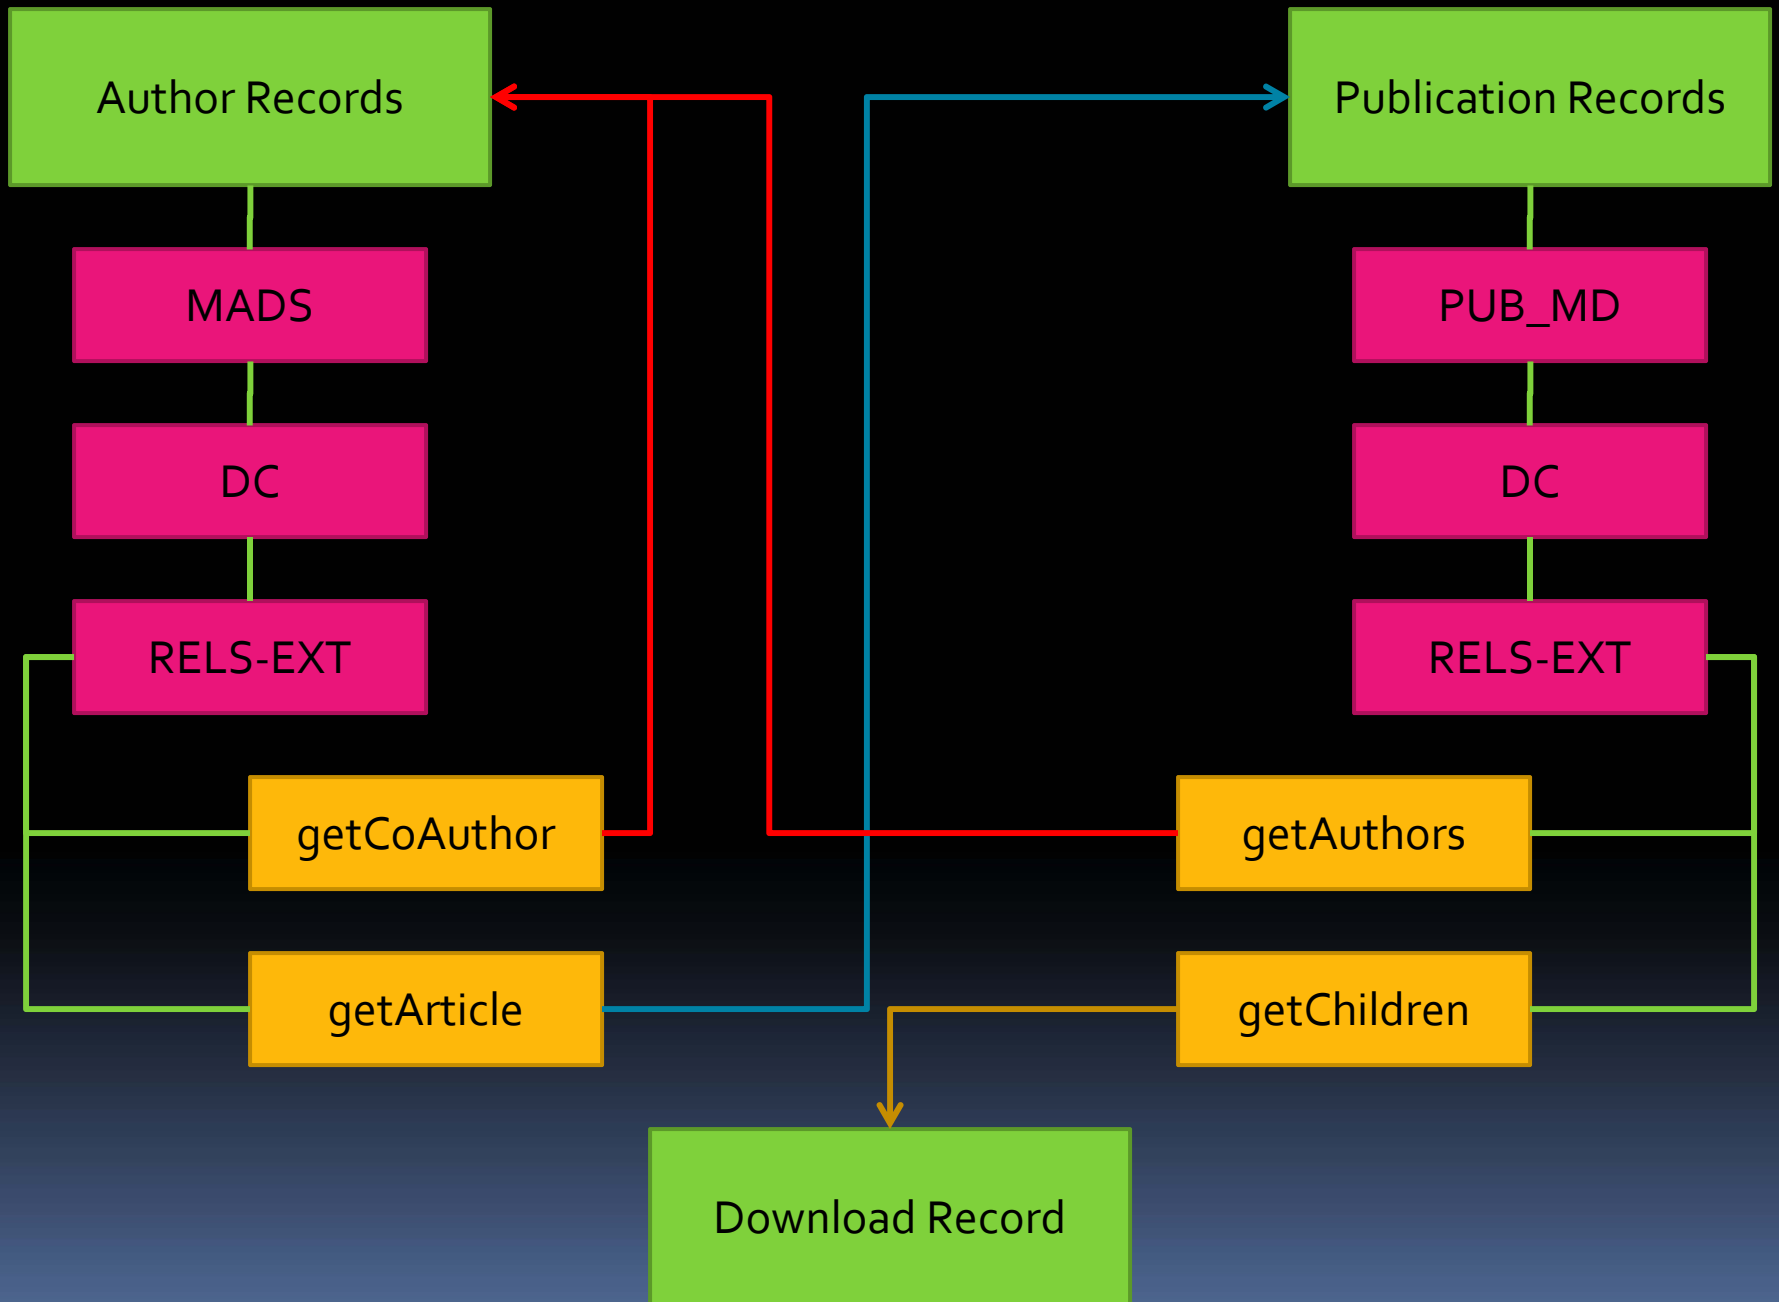 Author Records
Publication Records
MADS
PUB_MD
DC
DC
RELS-EXT
RELS-EXT
getCoAuthor
getAuthors
getArticle
getChildren
Download Record